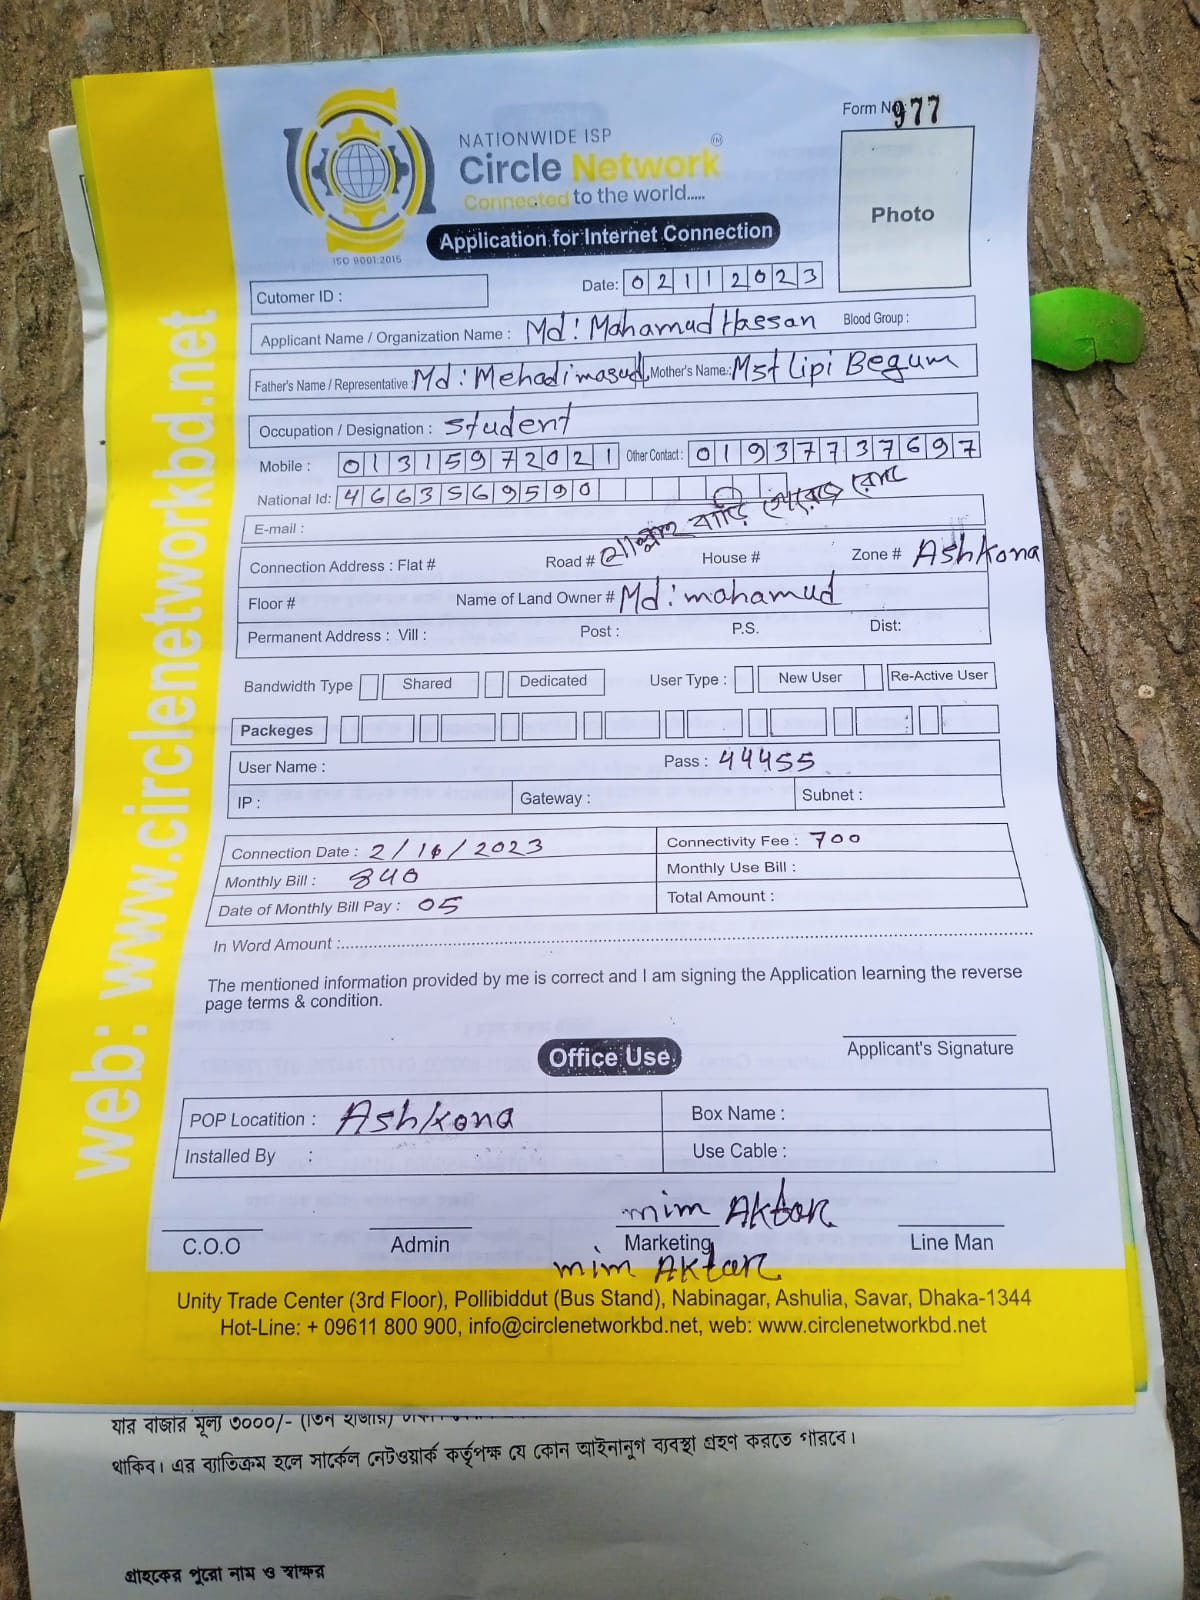 Form No: 977
NATIONWIDE ISP
Circle Network TM
Connected to the world.....
ISO 9001:2015
Application for Internet Connection
Photo
Cutomer ID :
Date: 02112023
Applicant Name / Organization Name : Md: Mahamud Hassan Blood Group :
Father's Name / Representative : Md: Mehadi masud Mother's Name.: Mst Lipi Begum
Occupation / Designation : Student
Mobile : 01315972021 Other Contact : 01937737697
National Id: 4663569590
E-mail :
Connection Address : Flat # Road # বাড়ি House # Zone # Ashkona
Floor # Name of Land Owner # Md: mahamud
Permanent Address : Vill : Post : P.S. Dist:
Bandwidth Type Shared Dedicated User Type : New User Re-Active User
Packeges
User Name : Pass : 44455
IP : Gateway : Subnet :
Connection Date : 2/11/2023 Connectivity Fee : 700
Monthly Bill : 840 Monthly Use Bill :
Date of Monthly Bill Pay : 05 Total Amount :
In Word Amount :
The mentioned information provided by me is correct and I am signing the Application learning the reverse
page terms & condition.
Applicant's Signature
Office Use.
POP Locatition : Ashkona Box Name :
Installed By : Use Cable :
mim Aktar
C.O.O Admin Marketing Line Man
mim Aktar
Unity Trade Center (3rd Floor), Pollibiddut (Bus Stand), Nabinagar, Ashulia, Savar, Dhaka-1344
Hot-Line: + 09611 800 900, info@circlenetworkbd.net, web: www.circlenetworkbd.net
web: www.circlenetworkbd.net
যার বাজার মূল্য ৩০০০/- (তিন হাজার)
থাকিব। এর ব্যতিক্রম হলে সার্কেল নেটওয়ার্ক কর্তৃপক্ষ যে কোন আইনানুগ ব্যবস্থা গ্রহণ করতে পারবে।
গ্রাহকের পুরো নাম ও স্বাক্ষর